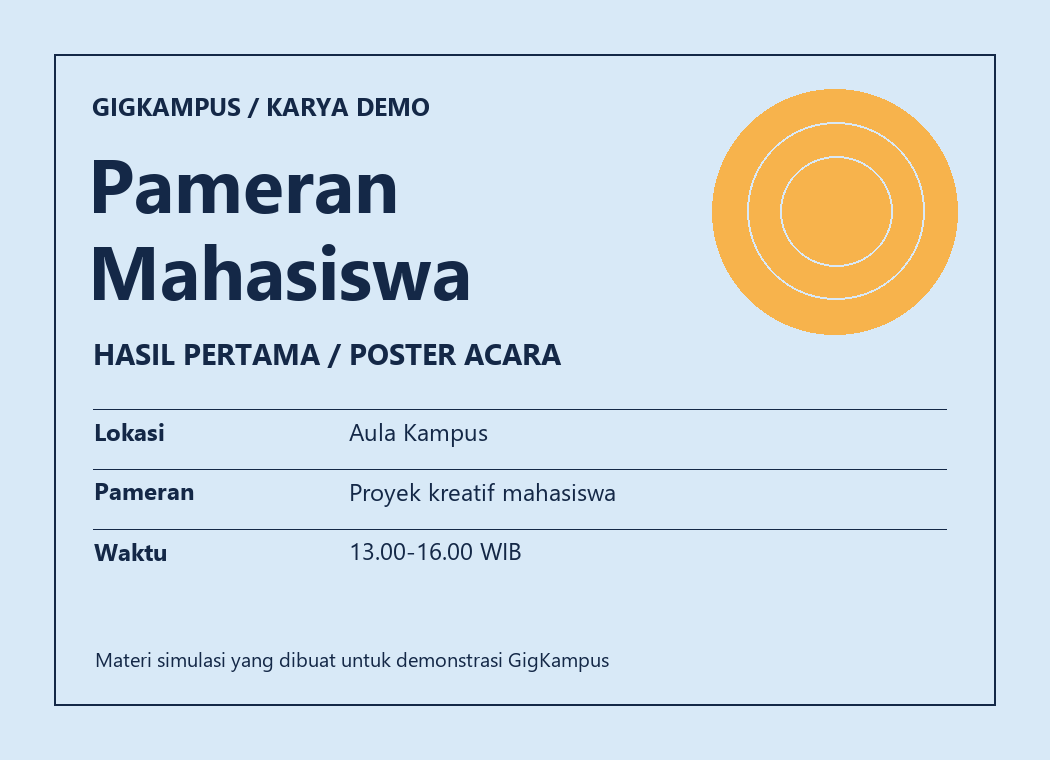 GIGKAMPUS / KARYA DEMO
Pameran
Mahasiswa
HASIL PERTAMA / POSTER ACARA
Lokasi Aula Kampus
Pameran Proyek kreatif mahasiswa
Waktu 13.00-16.00 WIB
Materi simulasi yang dibuat untuk demonstrasi GigKampus